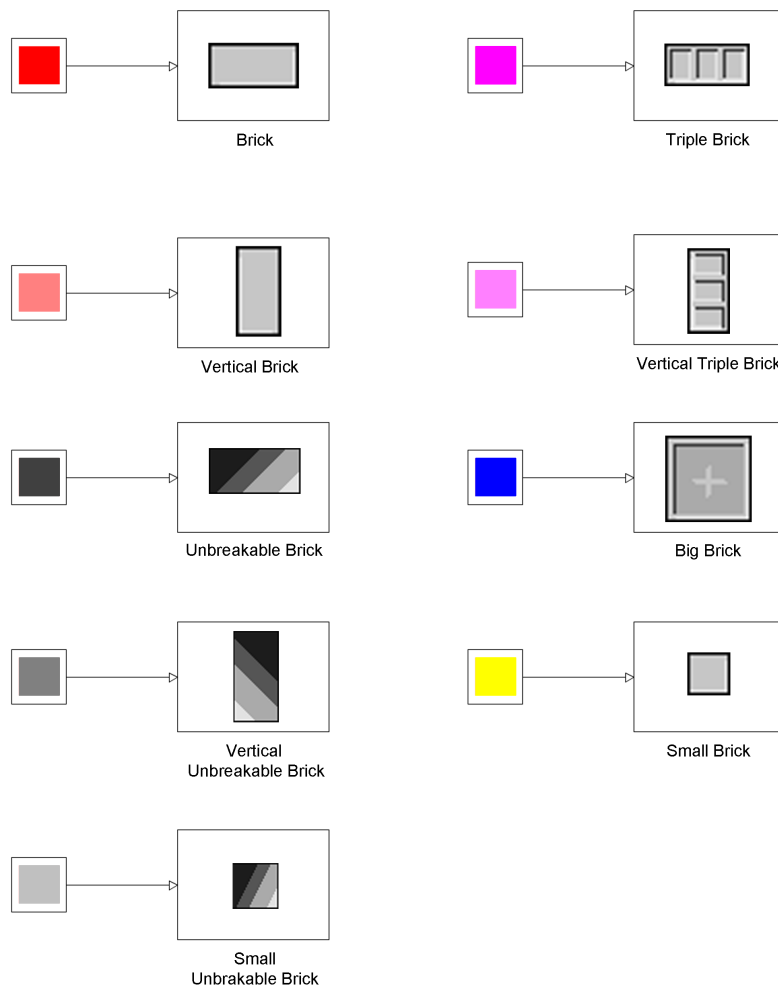 Brick
Triple Brick
Vertical Brick
Vertical Triple Brick
Unbreakable Brick
Big Brick
Vertical
Unbreakable Brick
Small Brick
Small
Unbrakable Brick